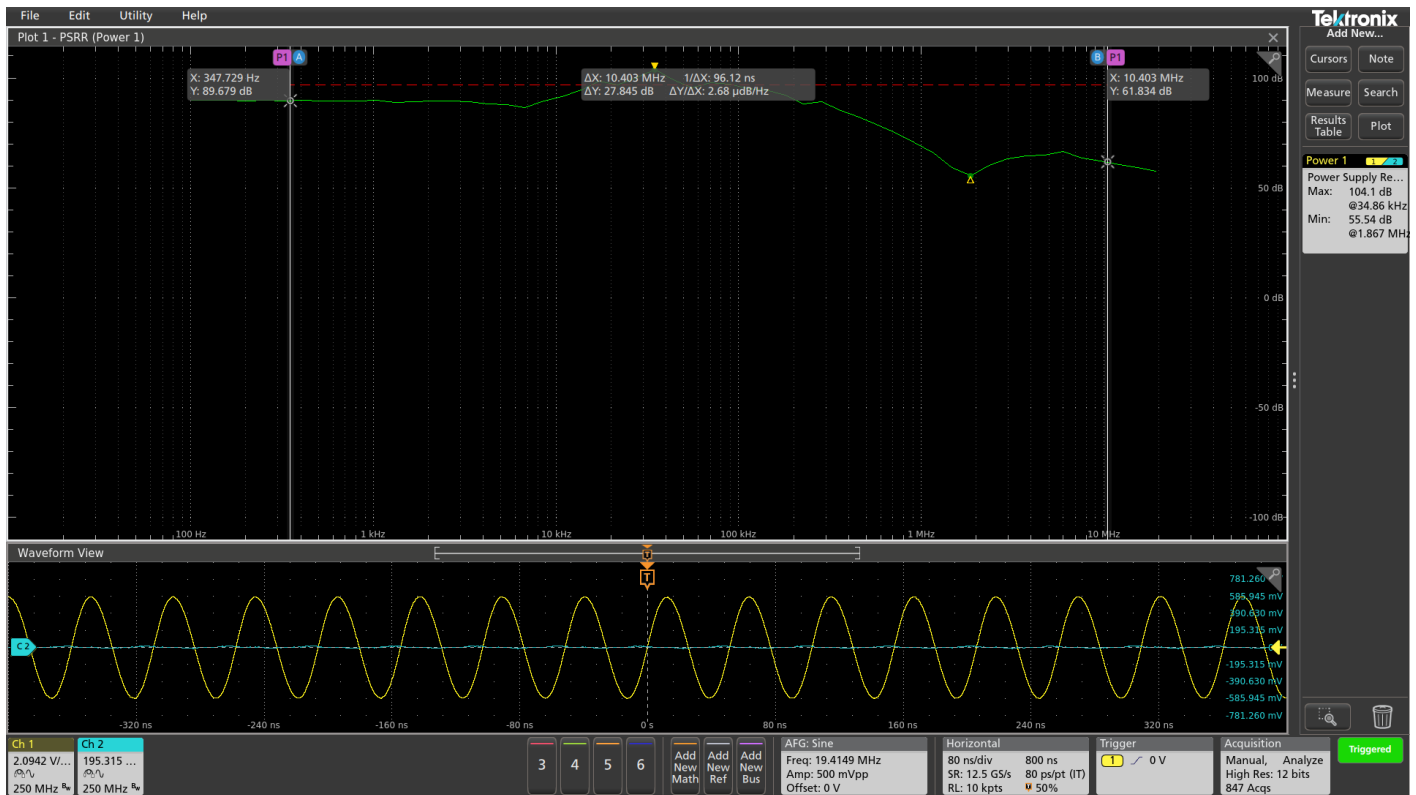 File Edit Utility Help
Tektronix
Add New...
Plot 1 - PSRR (Power 1)
P1 A
B P1
X: 347.729 Hz
Y: 89.679 dB
ΔX: 10.403 MHz 1/ΔX: 96.12 ns
ΔY: 27.845 dB ΔY/ΔX: 2.68 µdB/Hz
X: 10.403 MHz
Y: 61.834 dB
100 dB
50 dB
0 dB
-50 dB
-100 dB
100 Hz 1 kHz 10 kHz 100 kHz 1 MHz 10 MHz
Cursors Note
Measure Search
Results Table Plot
Power 1 1 2
Power Supply Re...
Max: 104.1 dB
@34.86 kHz
Min: 55.54 dB
@1.867 MHz
Waveform View
T
T
C 2
781.260
585.945 mV
390.630 mV
195.315 mV
-195.315 mV
-390.630 mV
-585.945 mV
-781.260 mV
-320 ns -240 ns -160 ns -80 ns 0 s 80 ns 160 ns 240 ns 320 ns
Ch 1
2.0942 V/...
250 MHz Bw
Ch 2
195.315 ...
250 MHz Bw
3 4 5 6
Add New Math
Add New Ref
Add New Bus
AFG: Sine
Freq: 19.4149 MHz
Amp: 500 mVpp
Offset: 0 V
Horizontal
80 ns/div 800 ns
SR: 12.5 GS/s 80 ps/pt (IT)
RL: 10 kpts 50%
Trigger
1 0 V
Acquisition
Manual, Analyze
High Res: 12 bits
847 Acqs
Triggered